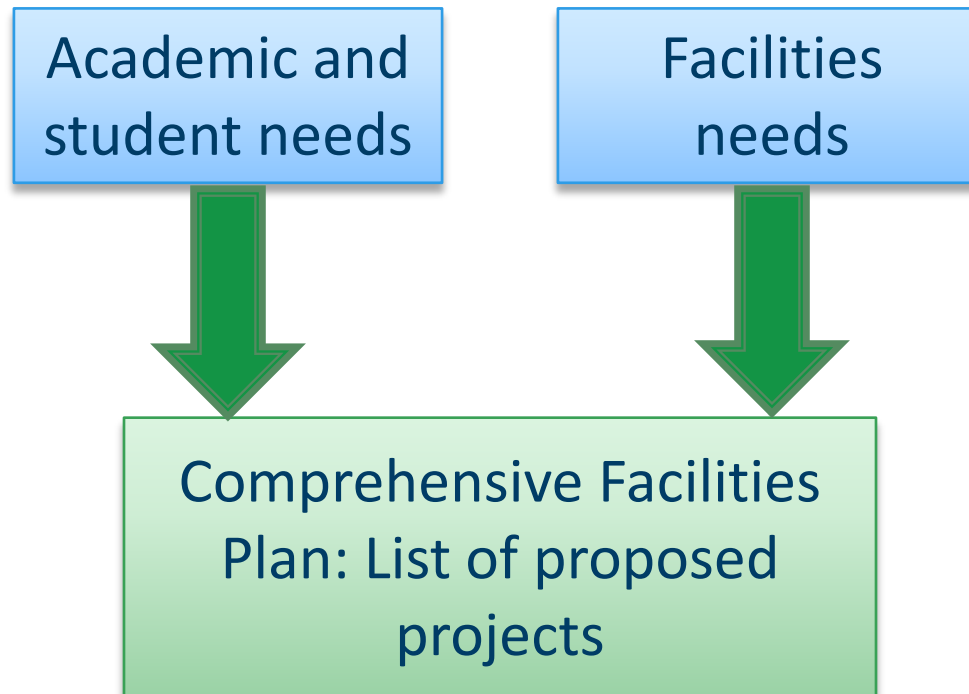 Academic and
student needs
Facilities
needs
Comprehensive Facilities
Plan: List of proposed
projects